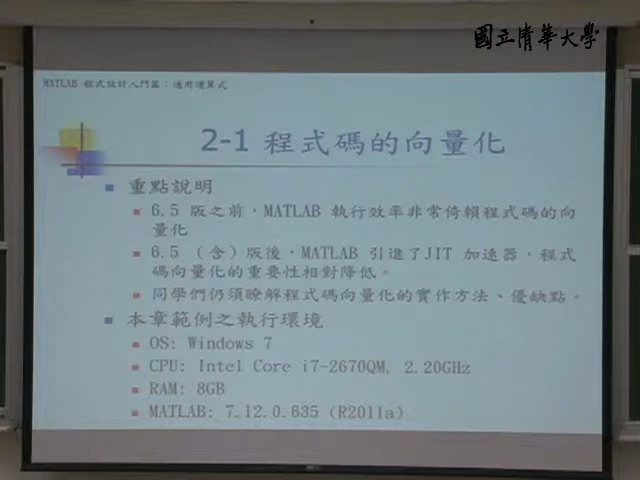 國立清華大學
MATLAB 程式設計入門篇：通用運算式
2-1 程式碼的向量化
重點說明
6.5 版之前，MATLAB 執行效率非常倚賴程式碼的向
量化
6.5 （含）版後，MATLAB 引進了JIT 加速器，程式
碼向量化的重要性相對降低。
同學們仍須瞭解程式碼向量化的實作方法、優缺點。
本章範例之執行環境
OS: Windows 7
CPU: Intel Core i7-2670QM, 2.20GHz
RAM: 8GB
MATLAB: 7.12.0.635 (R2011a)